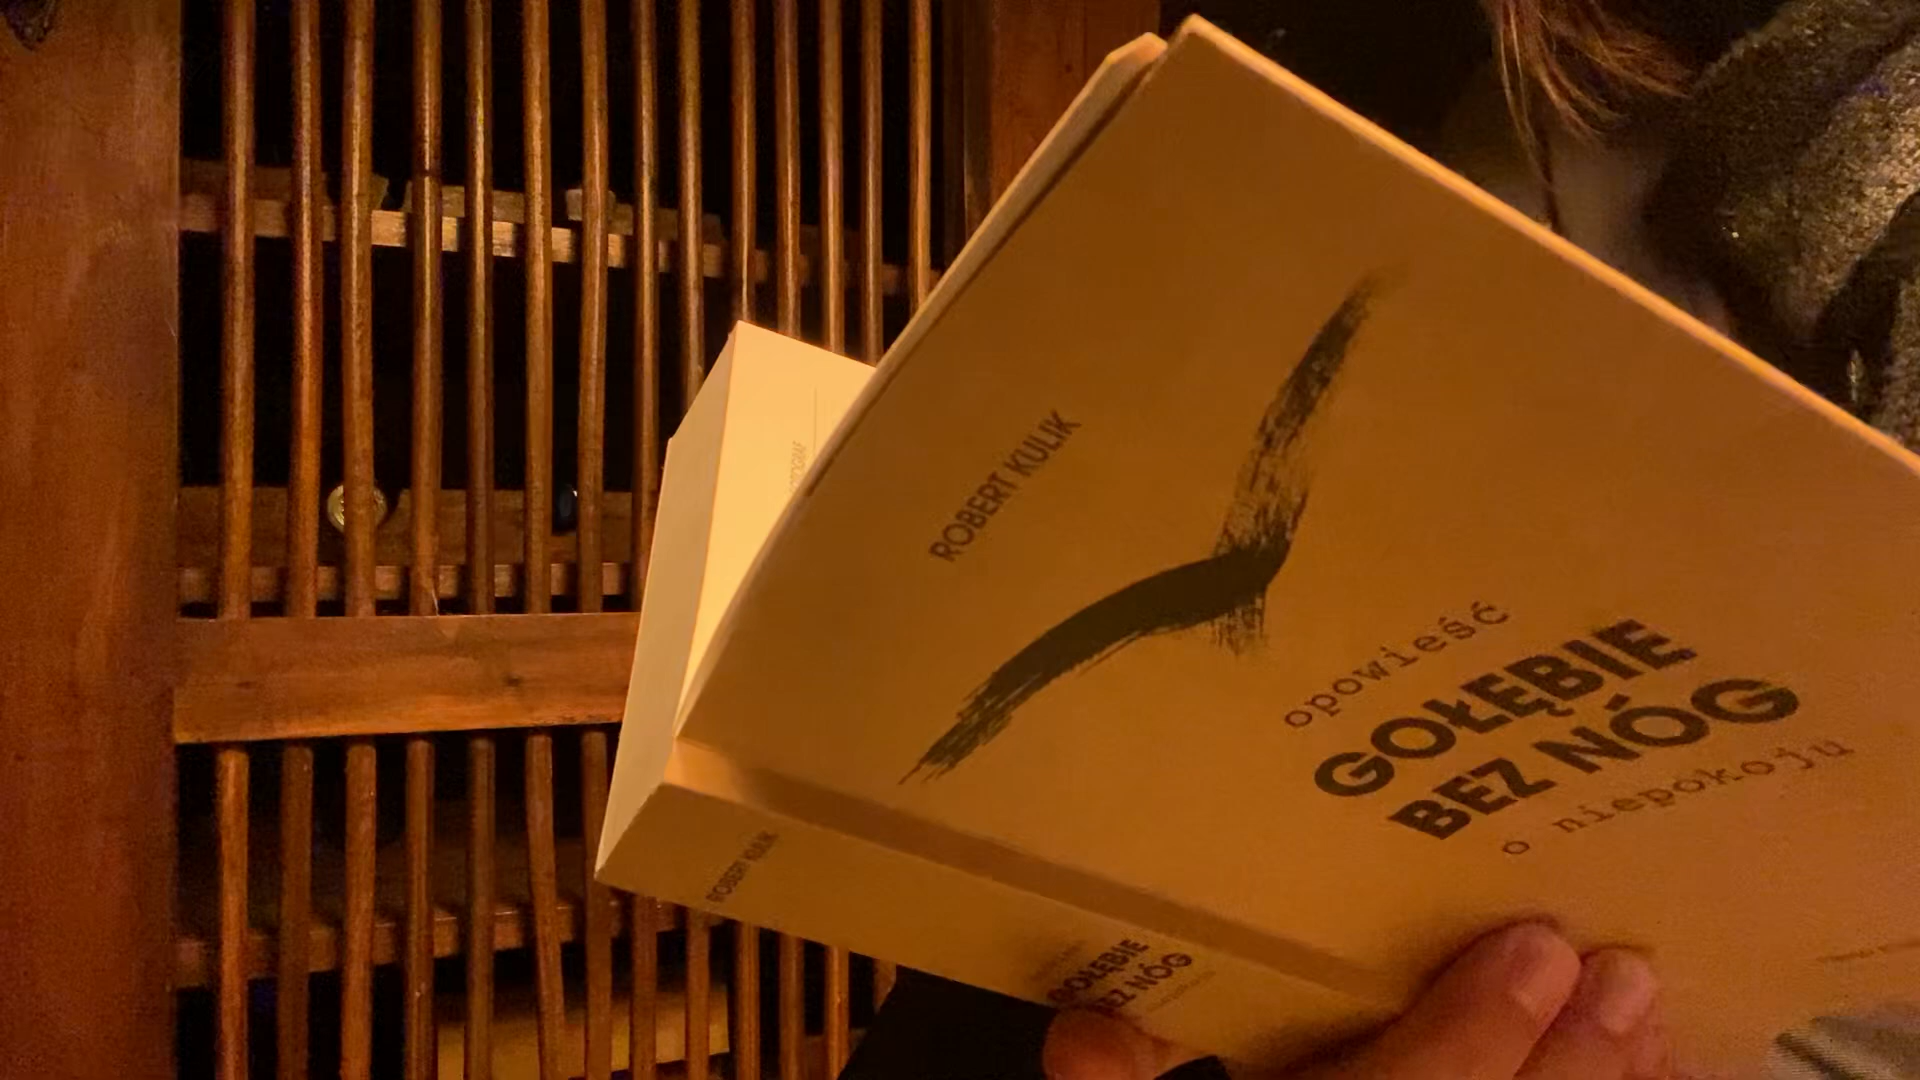 ROBERT KULIK
opowieść
GOŁĘBIE
BEZ NÓG
o niepokoju
ROBERT KULIK
GOŁĘBIE
BEZ NÓG